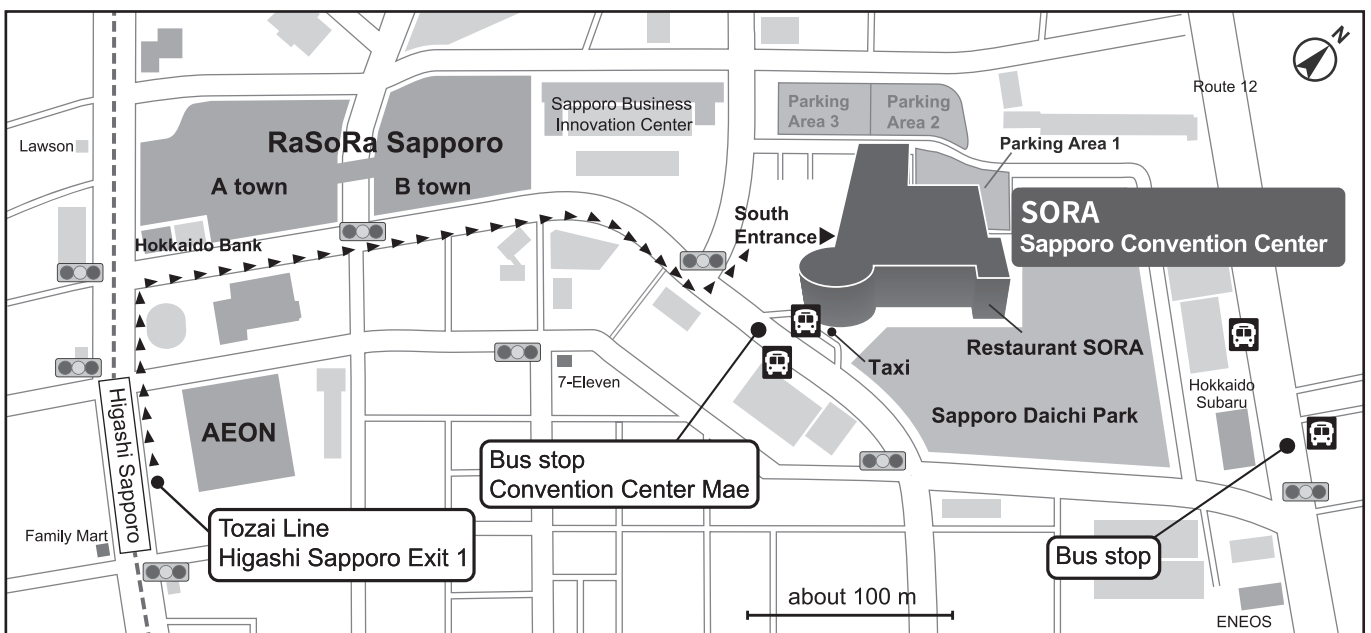 N
Route 12
Sapporo Business
Innovation Center
Parking
Area 3
Parking
Area 2
Parking Area 1
Lawson
RaSoRa Sapporo
A town
B town
South
Entrance
SORA
Sapporo Convention Center
Hokkaido Bank
Restaurant SORA
Taxi
7-Eleven
Hokkaido
Subaru
Sapporo Daichi Park
AEON
Higashi Sapporo
Bus stop
Convention Center Mae
Tozai Line
Higashi Sapporo Exit 1
Family Mart
Bus stop
about 100 m
ENEOS